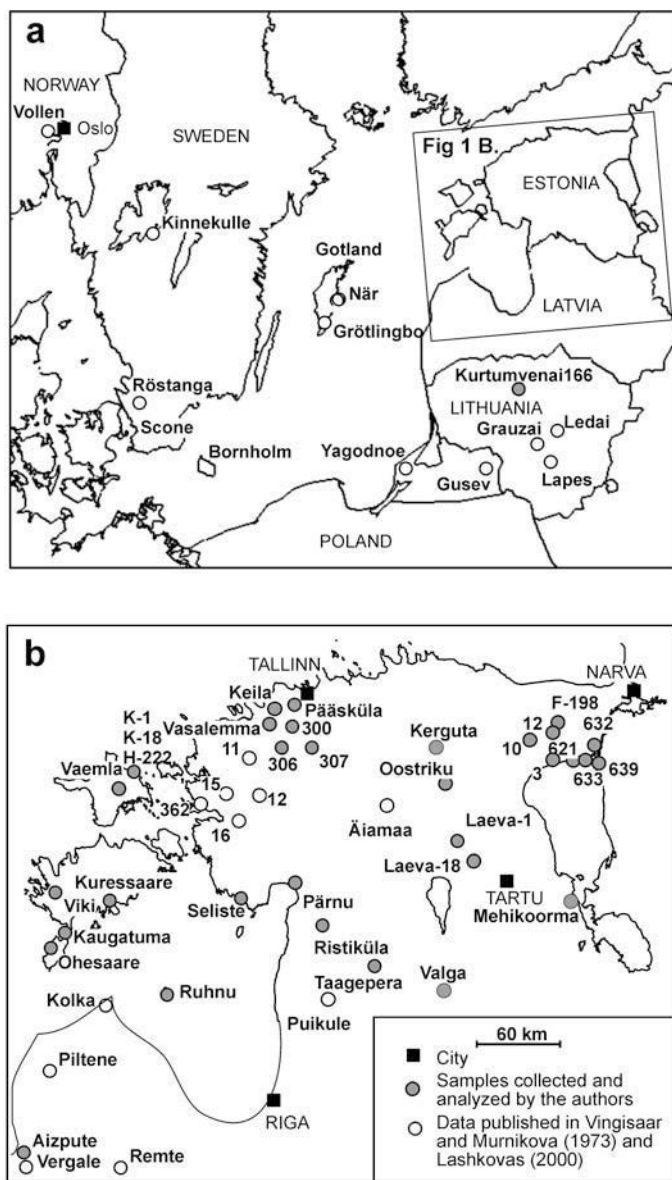 a
NORWAY
Vollen
Oslo
SWEDEN
Fig 1 B.
ESTONIA
Kinnekulle
Gotland
När
LATVIA
Grötlingbo
Kurtumvenai166
Röstanga
LITHUANIA
Scone
Grauzai
Ledai
Bornholm
Yagodnoe
Gusev
Lapes
POLAND
b
TALLINN
NARVA
Keila
K-1
Pääsküla
F-198
K-18
Vasalemma
300
12
632
H-222
11
Kerguta
10
621
Vaemla
306
307
Oostriku
3
633
639
15
362
12
16
Äiamaa
Laeva-1
Laeva-18
Kuressaare
TARTU
Viki
Seliste
Pärnu
Mehikoorma
Kaugatuma
Ristiküla
Ohesaare
Taagepera
Valga
Kolka
Ruhnu
Puikule
60 km
City
Piltene
Samples collected and
analyzed by the authors
RIGA
Data published in Vingisaar
and Murnikova (1973) and
Lashkovas (2000)
Aizpute
Vergale
Remte